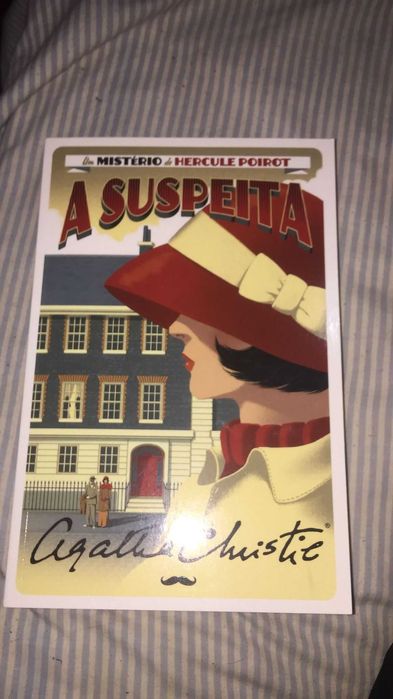 Um MISTÉRIO de HERCULE POIROT
A SUSPEITA
Agatha Christie®